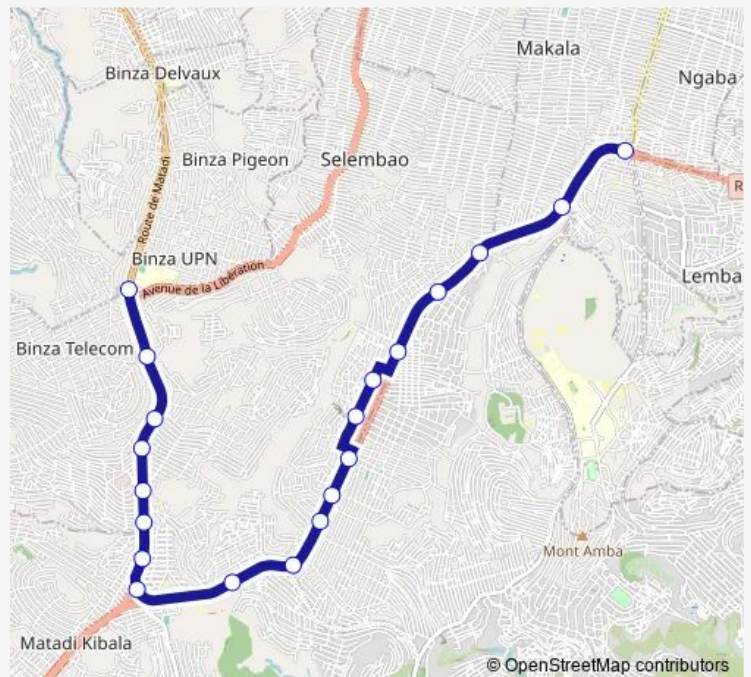 Makala
Binza Delvaux
Ngaba
Binza Pigeon
Selembao
Route de Matadi
R
Binza UPN
Avenue de la Libération
Lemba
Binza Telecom
Mont Amba
Matadi Kibala
© OpenStreetMap contributors